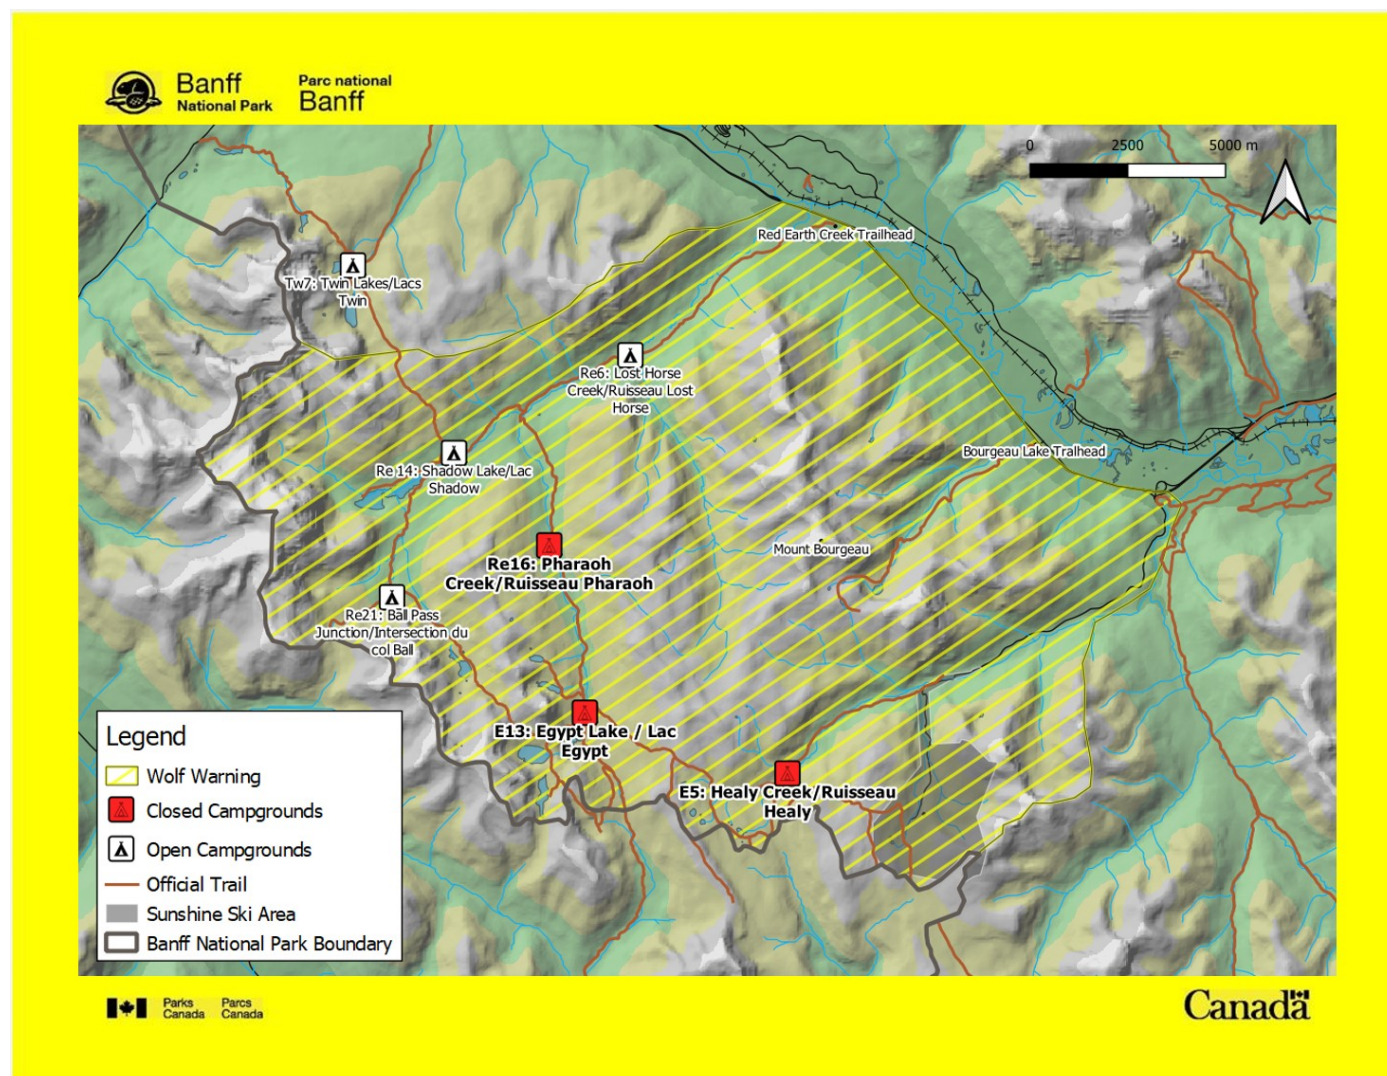 Banff
National Park
Parc national
Banff
0 2500 5000 m
Red Earth Creek Trailhead
Tw7: Twin Lakes/Lacs
Twin
Re6: Lost Horse
Creek/Ruisseau Lost
Horse
Bourgeau Lake Tralhead
Re 14: Shadow Lake/Lac
Shadow
Mount Bourgeau
Re16: Pharaoh
Creek/Ruisseau Pharaoh
Re21: Ball Pass
Junction/Intersection du
col Ball
E13: Egypt Lake / Lac
Egypt
E5: Healy Creek/Ruisseau
Healy
Legend
Wolf Warning
Closed Campgrounds
Open Campgrounds
Official Trail
Sunshine Ski Area
Banff National Park Boundary
Parks
Canada
Parcs
Canada
Canada